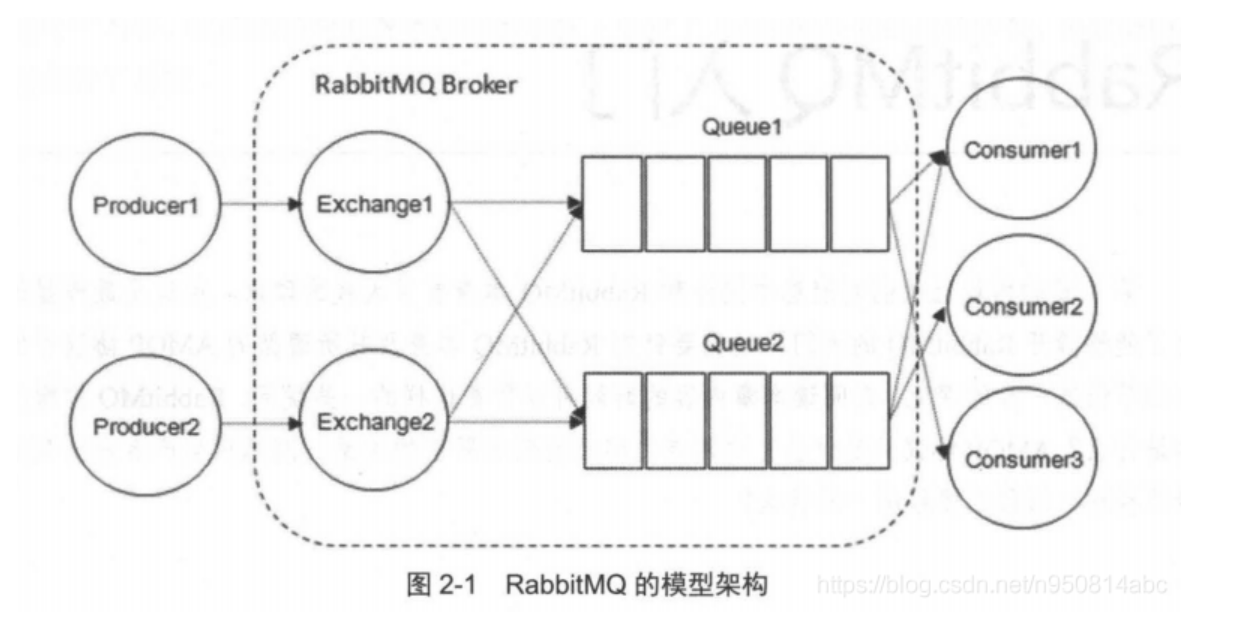 RabbitMQ Broker
Queue1
Producer1
Exchange1
Consumer1
Consumer2
Queue2
Producer2
Exchange2
Consumer3
图 2-1 RabbitMQ 的模型架构
https://blog.csdn.net/n950814abc